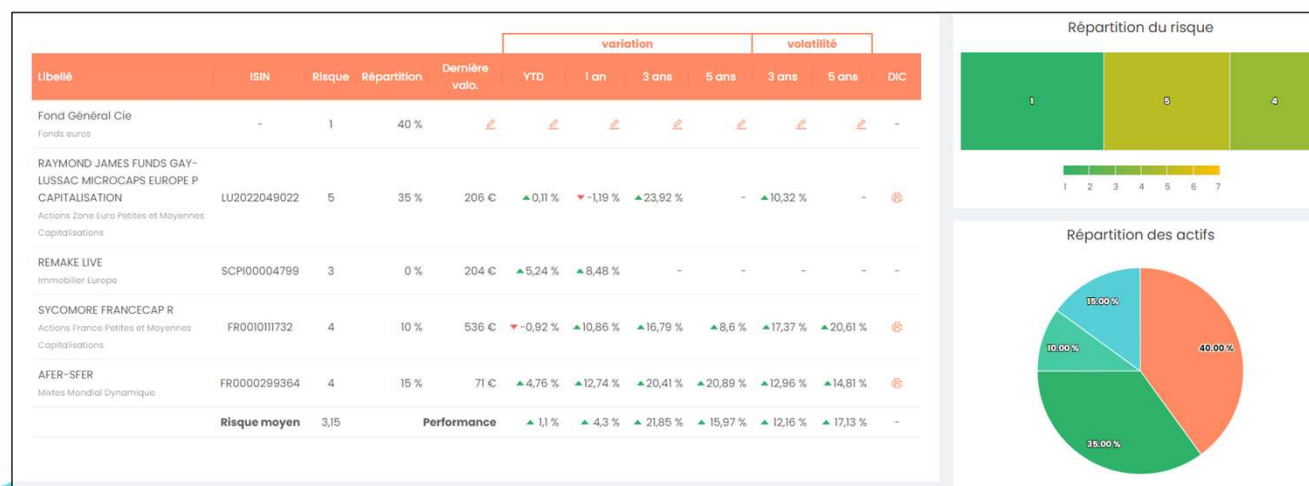 variation volatilité
Libellé ISIN Risque Répartition Dernière valo. YTD 1 an 3 ans 5 ans 3 ans 5 ans DIC
Fond Général Cie
Fonds euros
- 1 40 % -
RAYMOND JAMES FUNDS GAY-
LUSSAC MICROCAPS EUROPE P
CAPITALISATION
Actions Zone Euro Petites et Moyennes
Capitalisations
LU2022049022 5 35 % 206 € ▲0,11 % ▼-1,19 % ▲23,92 % - ▲10,32 % -
REMAKE LIVE
Immobilier Europe
SCPI00004799 3 0 % 204 € ▲5,24 % ▲8,48 % - - - - -
SYCOMORE FRANCECAP R
Actions France Petites et Moyennes
Capitalisations
FR0010111732 4 10 % 536 € ▼-0,92 % ▲10,86 % ▲16,79 % ▲8,6 % ▲17,37 % ▲20,61 %
AFER-SFER
Mixtes Mondial Dynamique
FR0000299364 4 15 % 71 € ▲4,76 % ▲12,74 % ▲20,41 % ▲20,89 % ▲12,96 % ▲14,81 %
Risque moyen 3,15 Performance ▲ 1,1 % ▲ 4,3 % ▲ 21,85 % ▲ 15,97 % ▲ 12,16 % ▲ 17,13 % -
Répartition du risque
1 5 4
1 2 3 4 5 6 7
Répartition des actifs
15.00 %
10.00 %
40.00 %
35.00 %